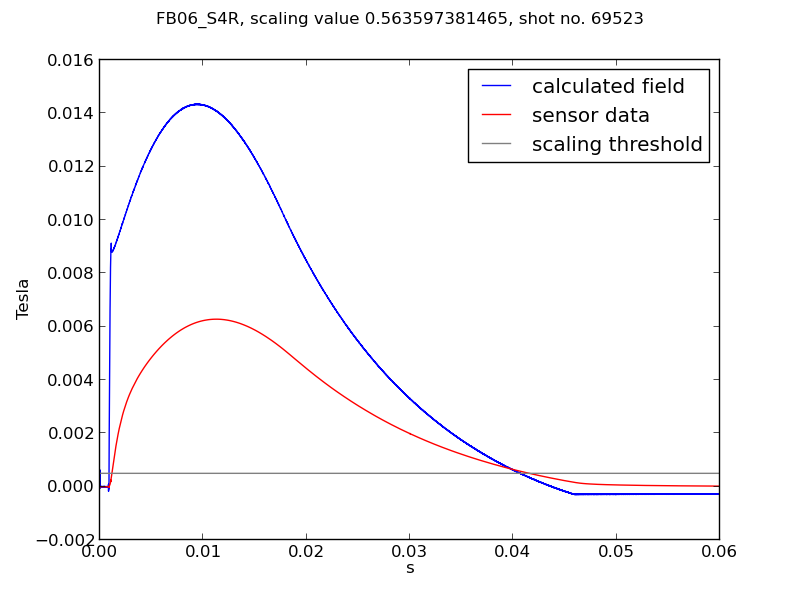 FB06_S4R, scaling value 0.563597381465, shot no. 69523
calculated field
sensor data
scaling threshold
0.016
0.014
0.012
0.010
0.008
0.006
0.004
0.002
0.000
−0.002
Tesla
0.00
0.01
0.02
0.03
0.04
0.05
0.06
s